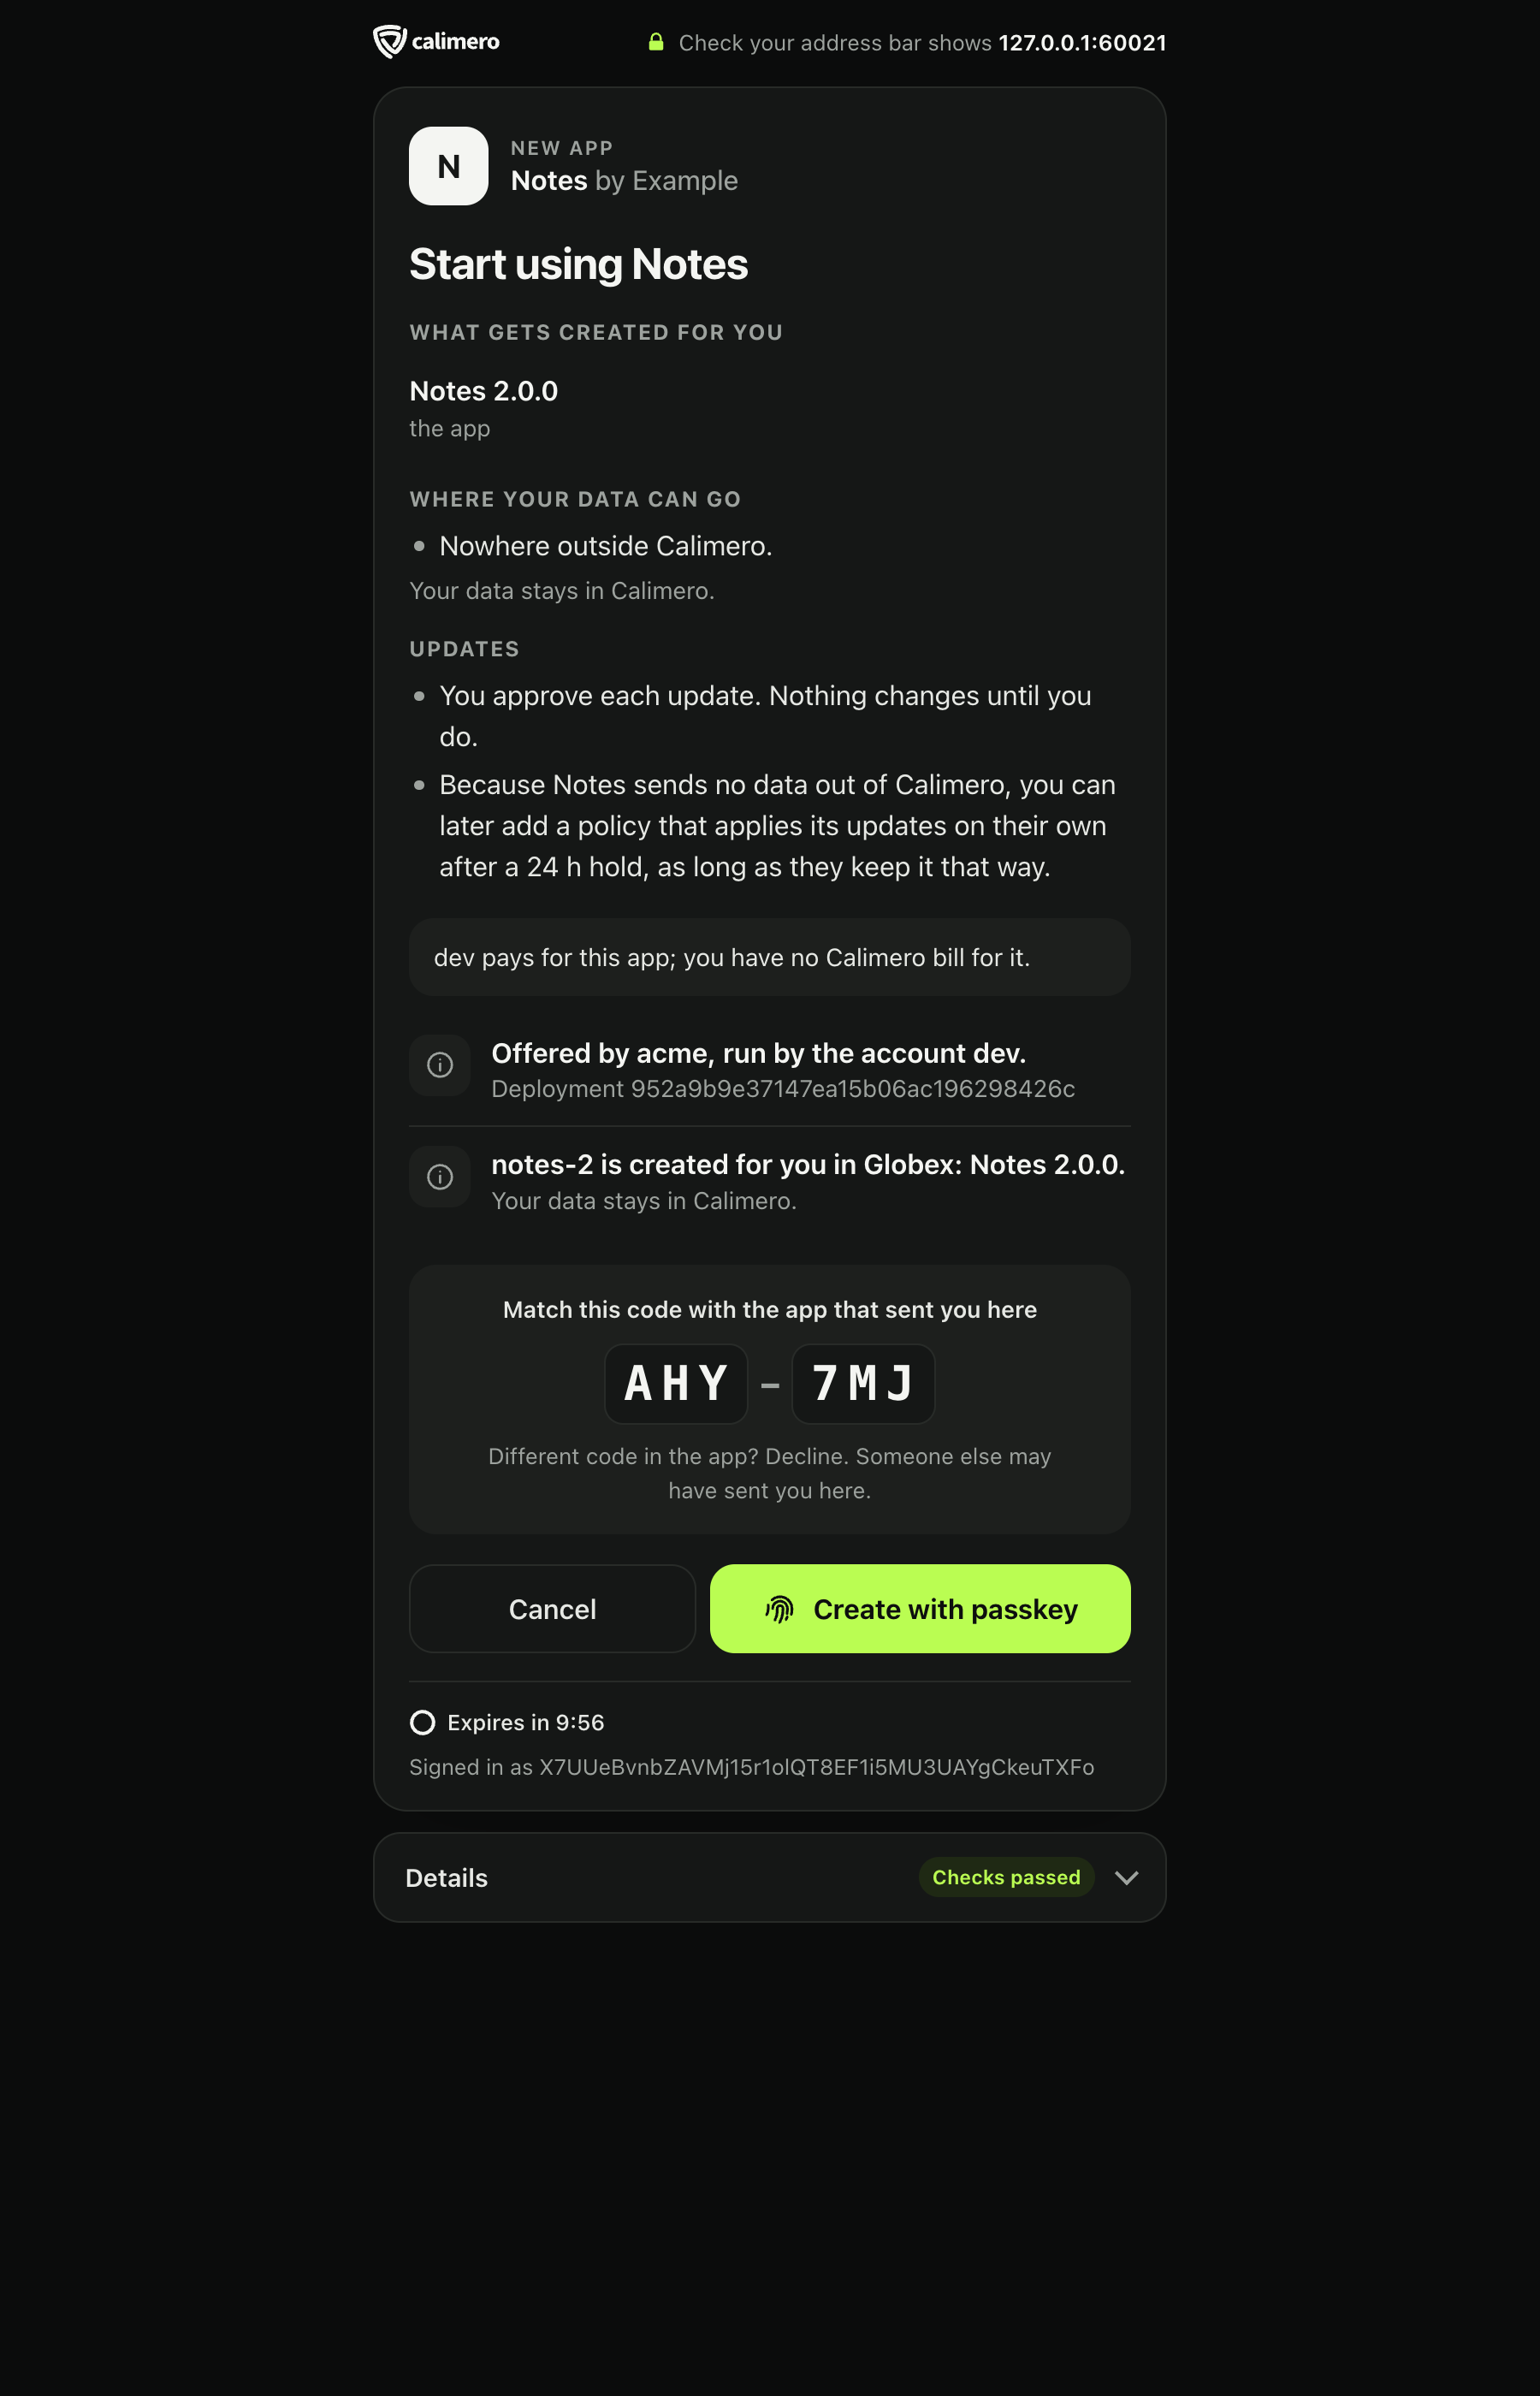 calimero
Check your address bar shows 127.0.0.1:60021
N
NEW APP
Notes by Example
Start using Notes
WHAT GETS CREATED FOR YOU
Notes 2.0.0
the app
WHERE YOUR DATA CAN GO
• Nowhere outside Calimero.
Your data stays in Calimero.
UPDATES
• You approve each update. Nothing changes until you
do.
• Because Notes sends no data out of Calimero, you can
later add a policy that applies its updates on their own
after a 24 h hold, as long as they keep it that way.
dev pays for this app; you have no Calimero bill for it.
Offered by acme, run by the account dev.
Deployment 952a9b9e37147ea15b06ac196298426c
notes-2 is created for you in Globex: Notes 2.0.0.
Your data stays in Calimero.
Match this code with the app that sent you here
AHY – 7MJ
Different code in the app? Decline. Someone else may
have sent you here.
Cancel
Create with passkey
Expires in 9:56
Signed in as X7UUeBvnbZAVMj15r1olQT8EF1i5MU3UAYgCkeuTXFo
Details
Checks passed